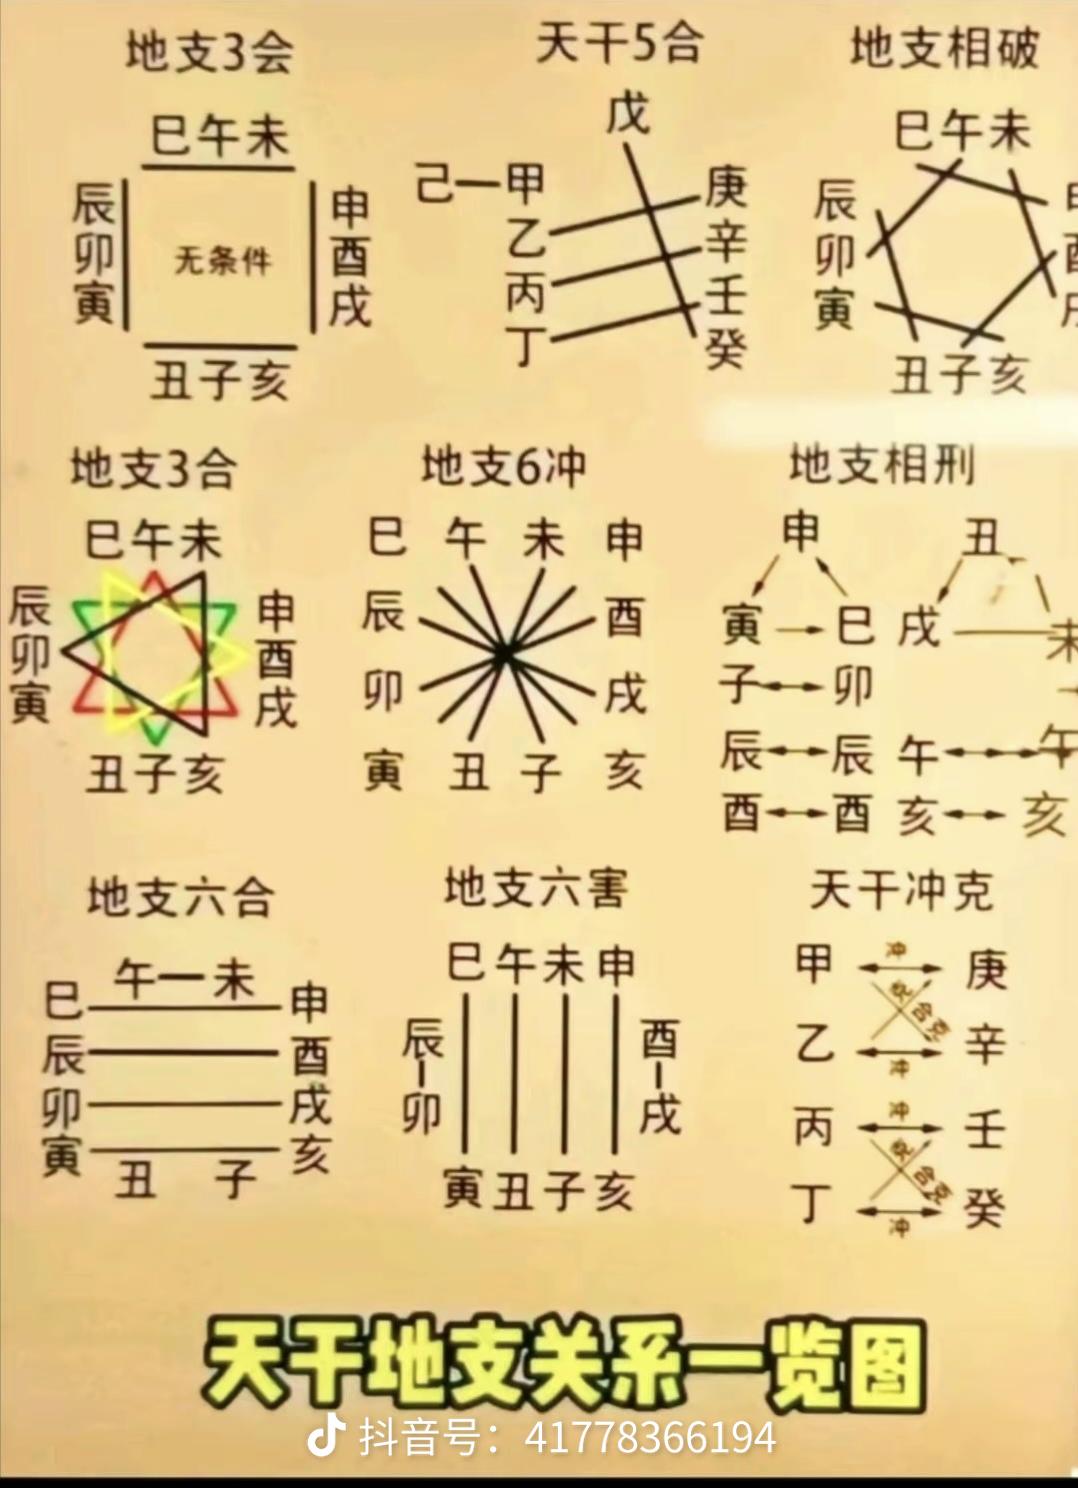 地支3会
巳午未
辰
卯
寅
无条件
申
酉
戌
丑子亥
天干5合
戊
己 甲
乙
丙
丁
庚
辛
壬
癸
地支相破
巳午未
辰
卯
寅
丑子亥
地支3合
巳午未
辰
卯
寅
申
酉
戌
丑子亥
地支6冲
巳 午 未 申
辰 酉
卯 戌
寅 丑 子 亥
地支相刑
申 丑
寅 巳 戌 未
子 卯
辰 辰 午 午
酉 酉 亥 亥
地支六合
午 未
巳 申
辰 酉
卯 戌
寅 亥
丑 子
地支六害
巳午未申
辰 酉
卯 戌
寅丑子亥
天干冲克
甲 冲 庚
克 合克
乙 冲 辛
丙 冲 壬
克 合克
丁 冲 癸
天干地支关系一览图
抖音号：41778366194